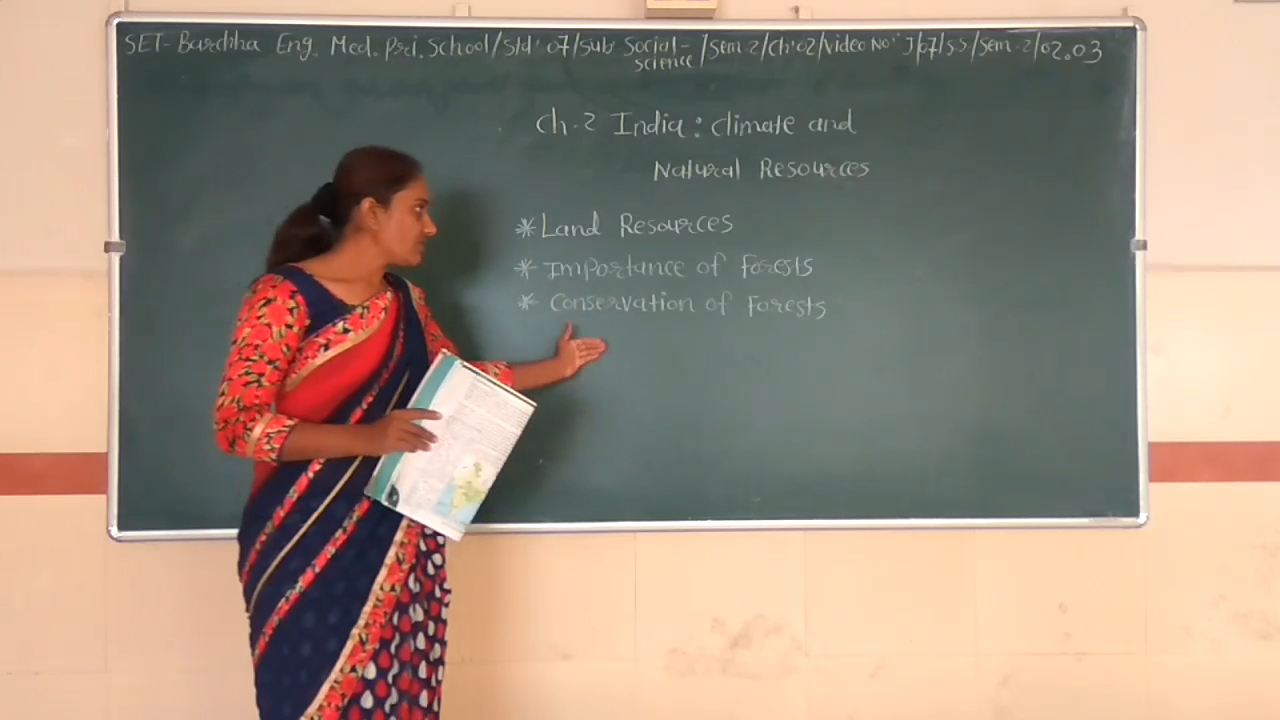 SET- Bardhha Eng. Med. Pri. School/Std' 07/Sub Social-science/Sem 2/Ch'02/Video No' J/07/SS/Sem 2/02.03
Ch.2 India: Climate and
Natural Resources
*Land Resources
* Importance of Forests
* Conservation of Forests